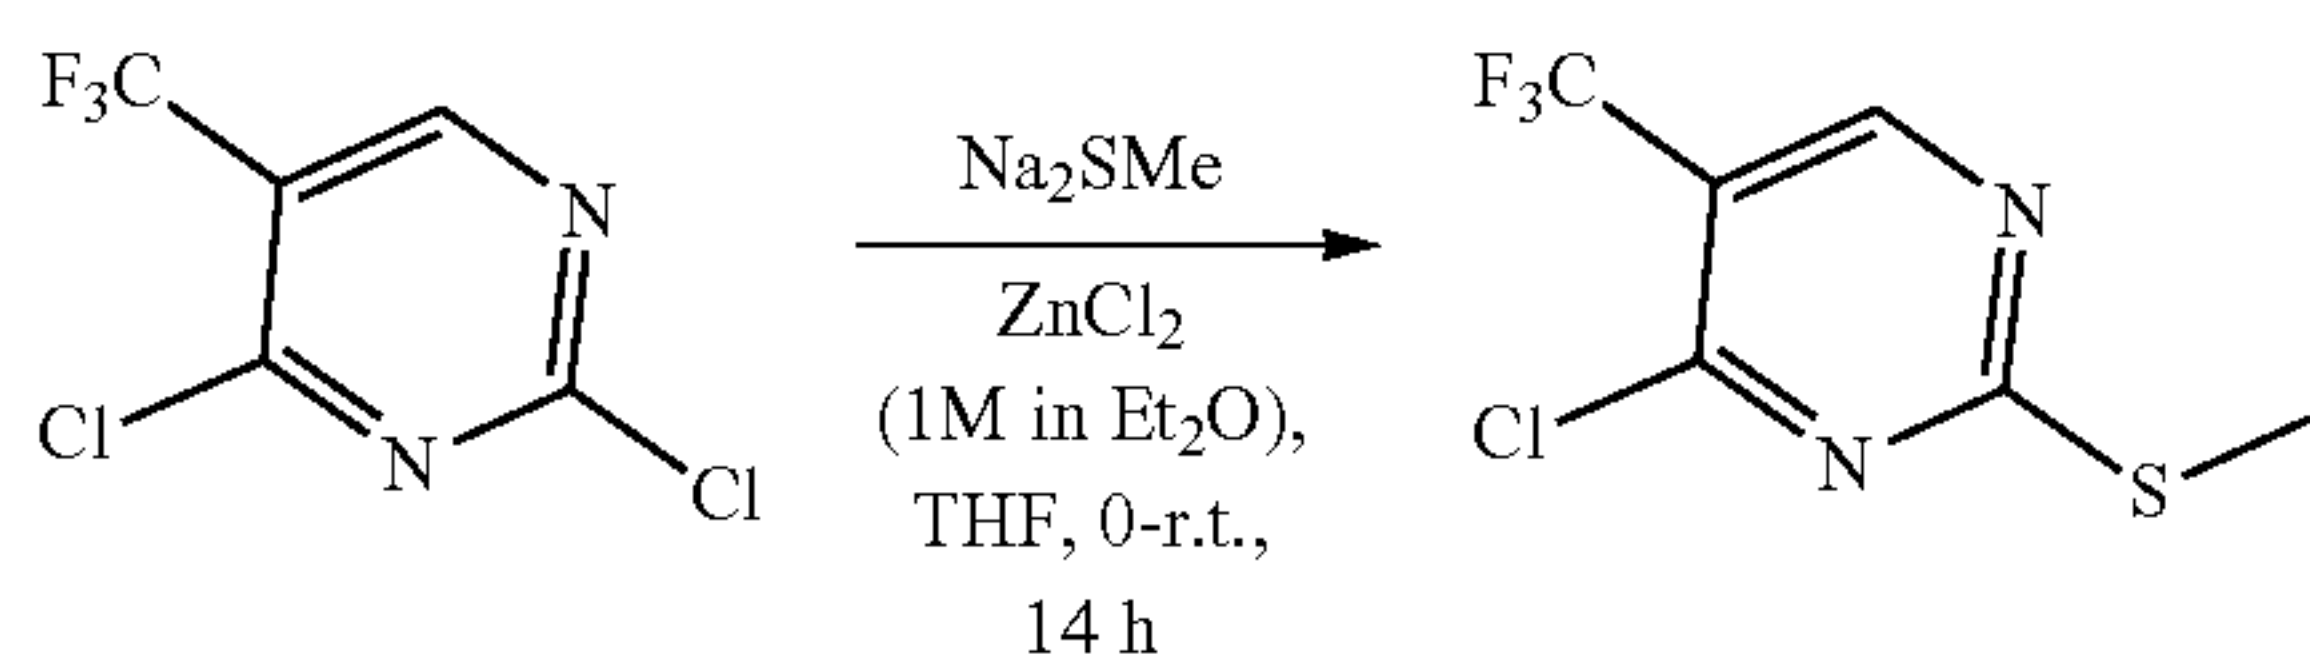 F₃C
N
Cl
N
Cl
Na₂SMe
ZnCl₂
(1M in Et₂O),
THF, 0-r.t.,
14 h
F₃C
N
Cl
N
S